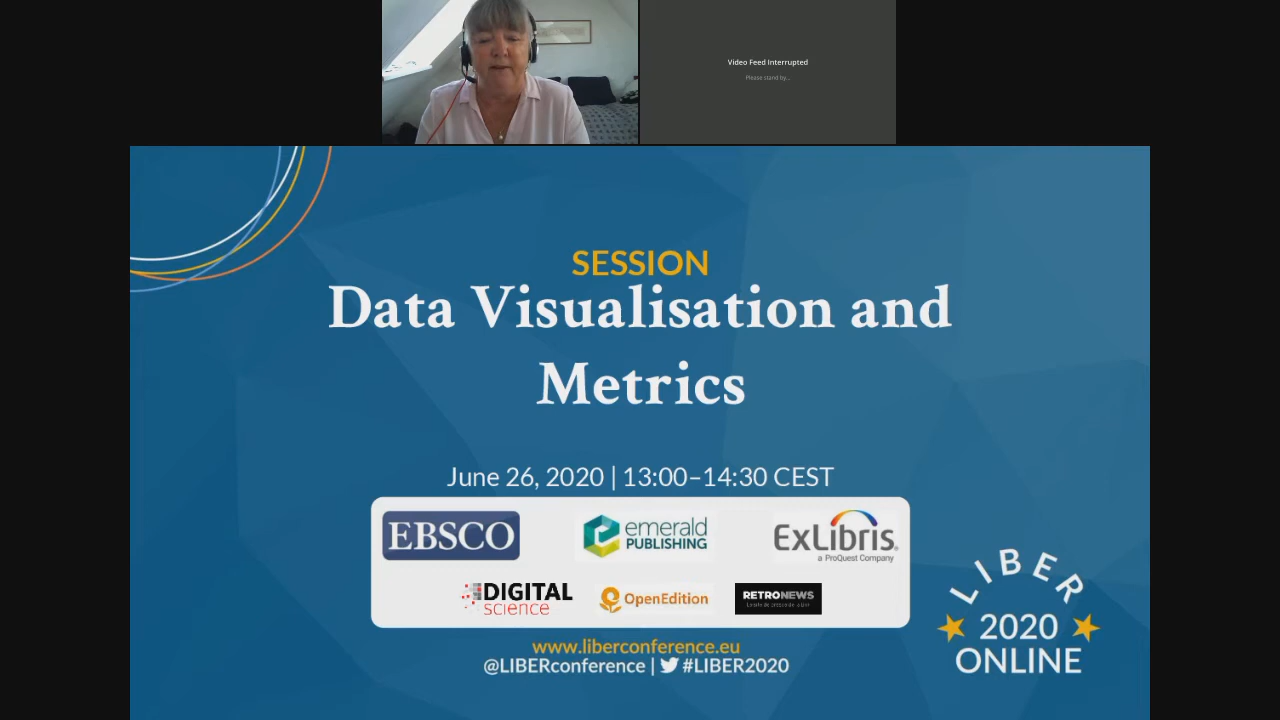 Video Feed Interrupted
Please stand by...
SESSION
Data Visualisation and
Metrics
June 26, 2020 | 13:00–14:30 CEST
EBSCO
emerald
PUBLISHING
ExLibris®
a ProQuest Company
DIGITAL
science
OpenEdition
RETRONEWS
www.liberconference.eu
@LIBERconference | #LIBER2020
LIBER
2020
ONLINE